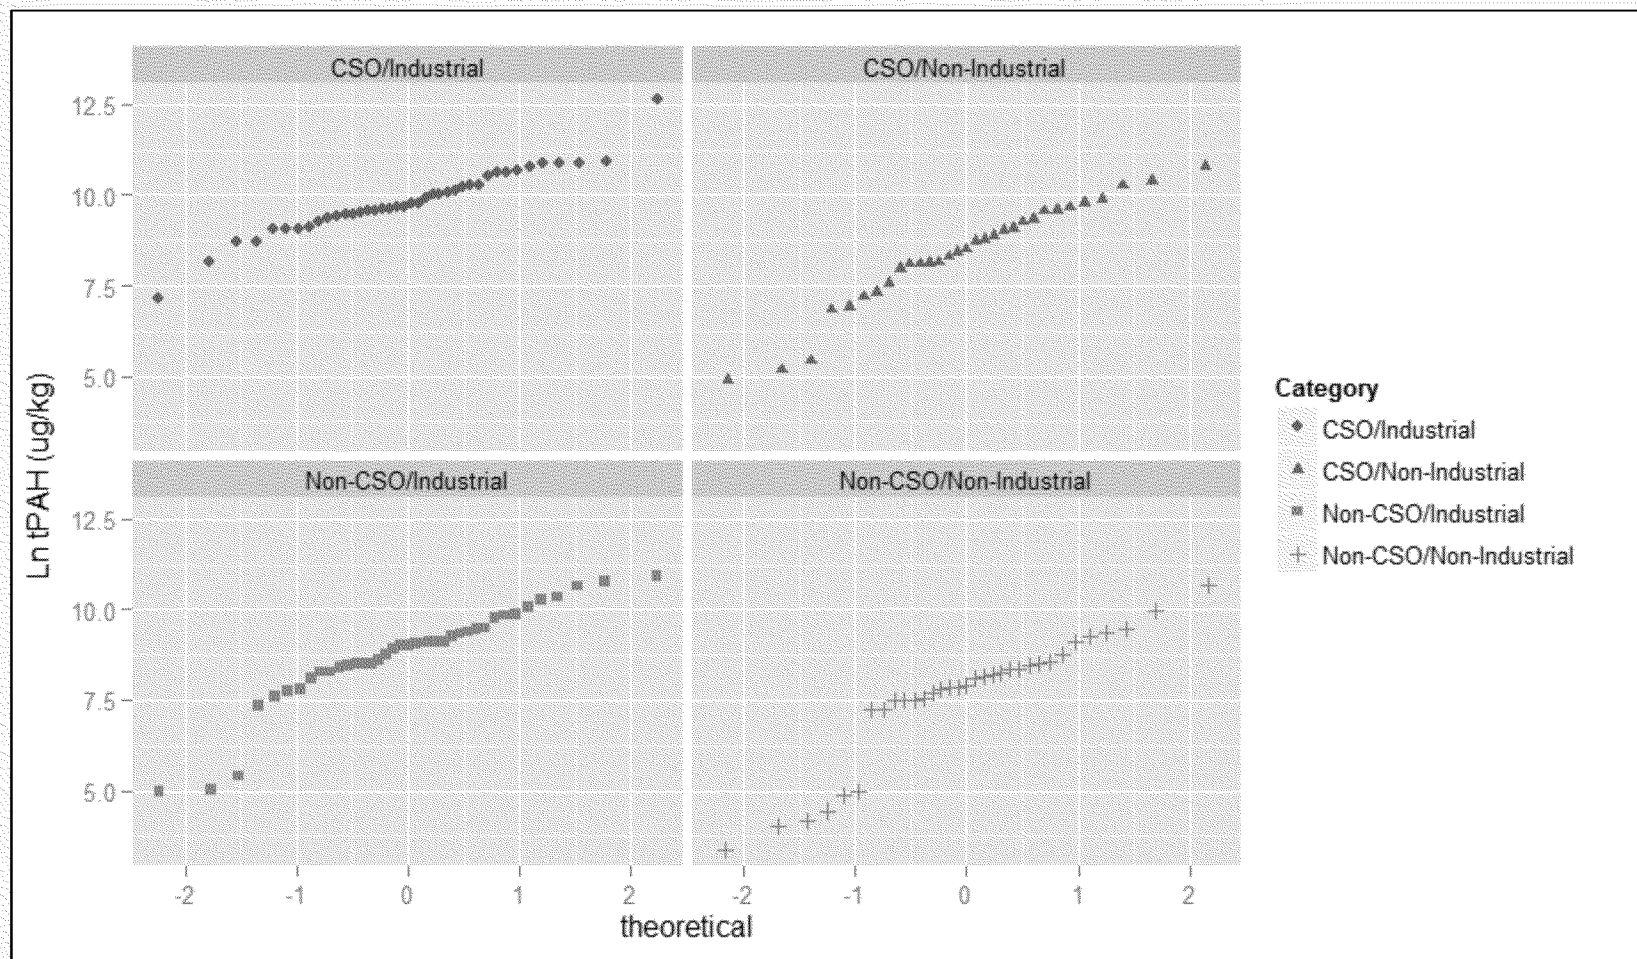 CSO/Industrial
CSO/Non-Industrial
12.5
10.0
7.5
5.0
Ln tPAH (ug/kg)
Non-CSO/Industrial
Non-CSO/Non-Industrial
12.5
10.0
7.5
5.0
-2 -1 0 1 2
-2 -1 0 1 2
theoretical
Category
CSO/Industrial
CSO/Non-Industrial
Non-CSO/Industrial
Non-CSO/Non-Industrial